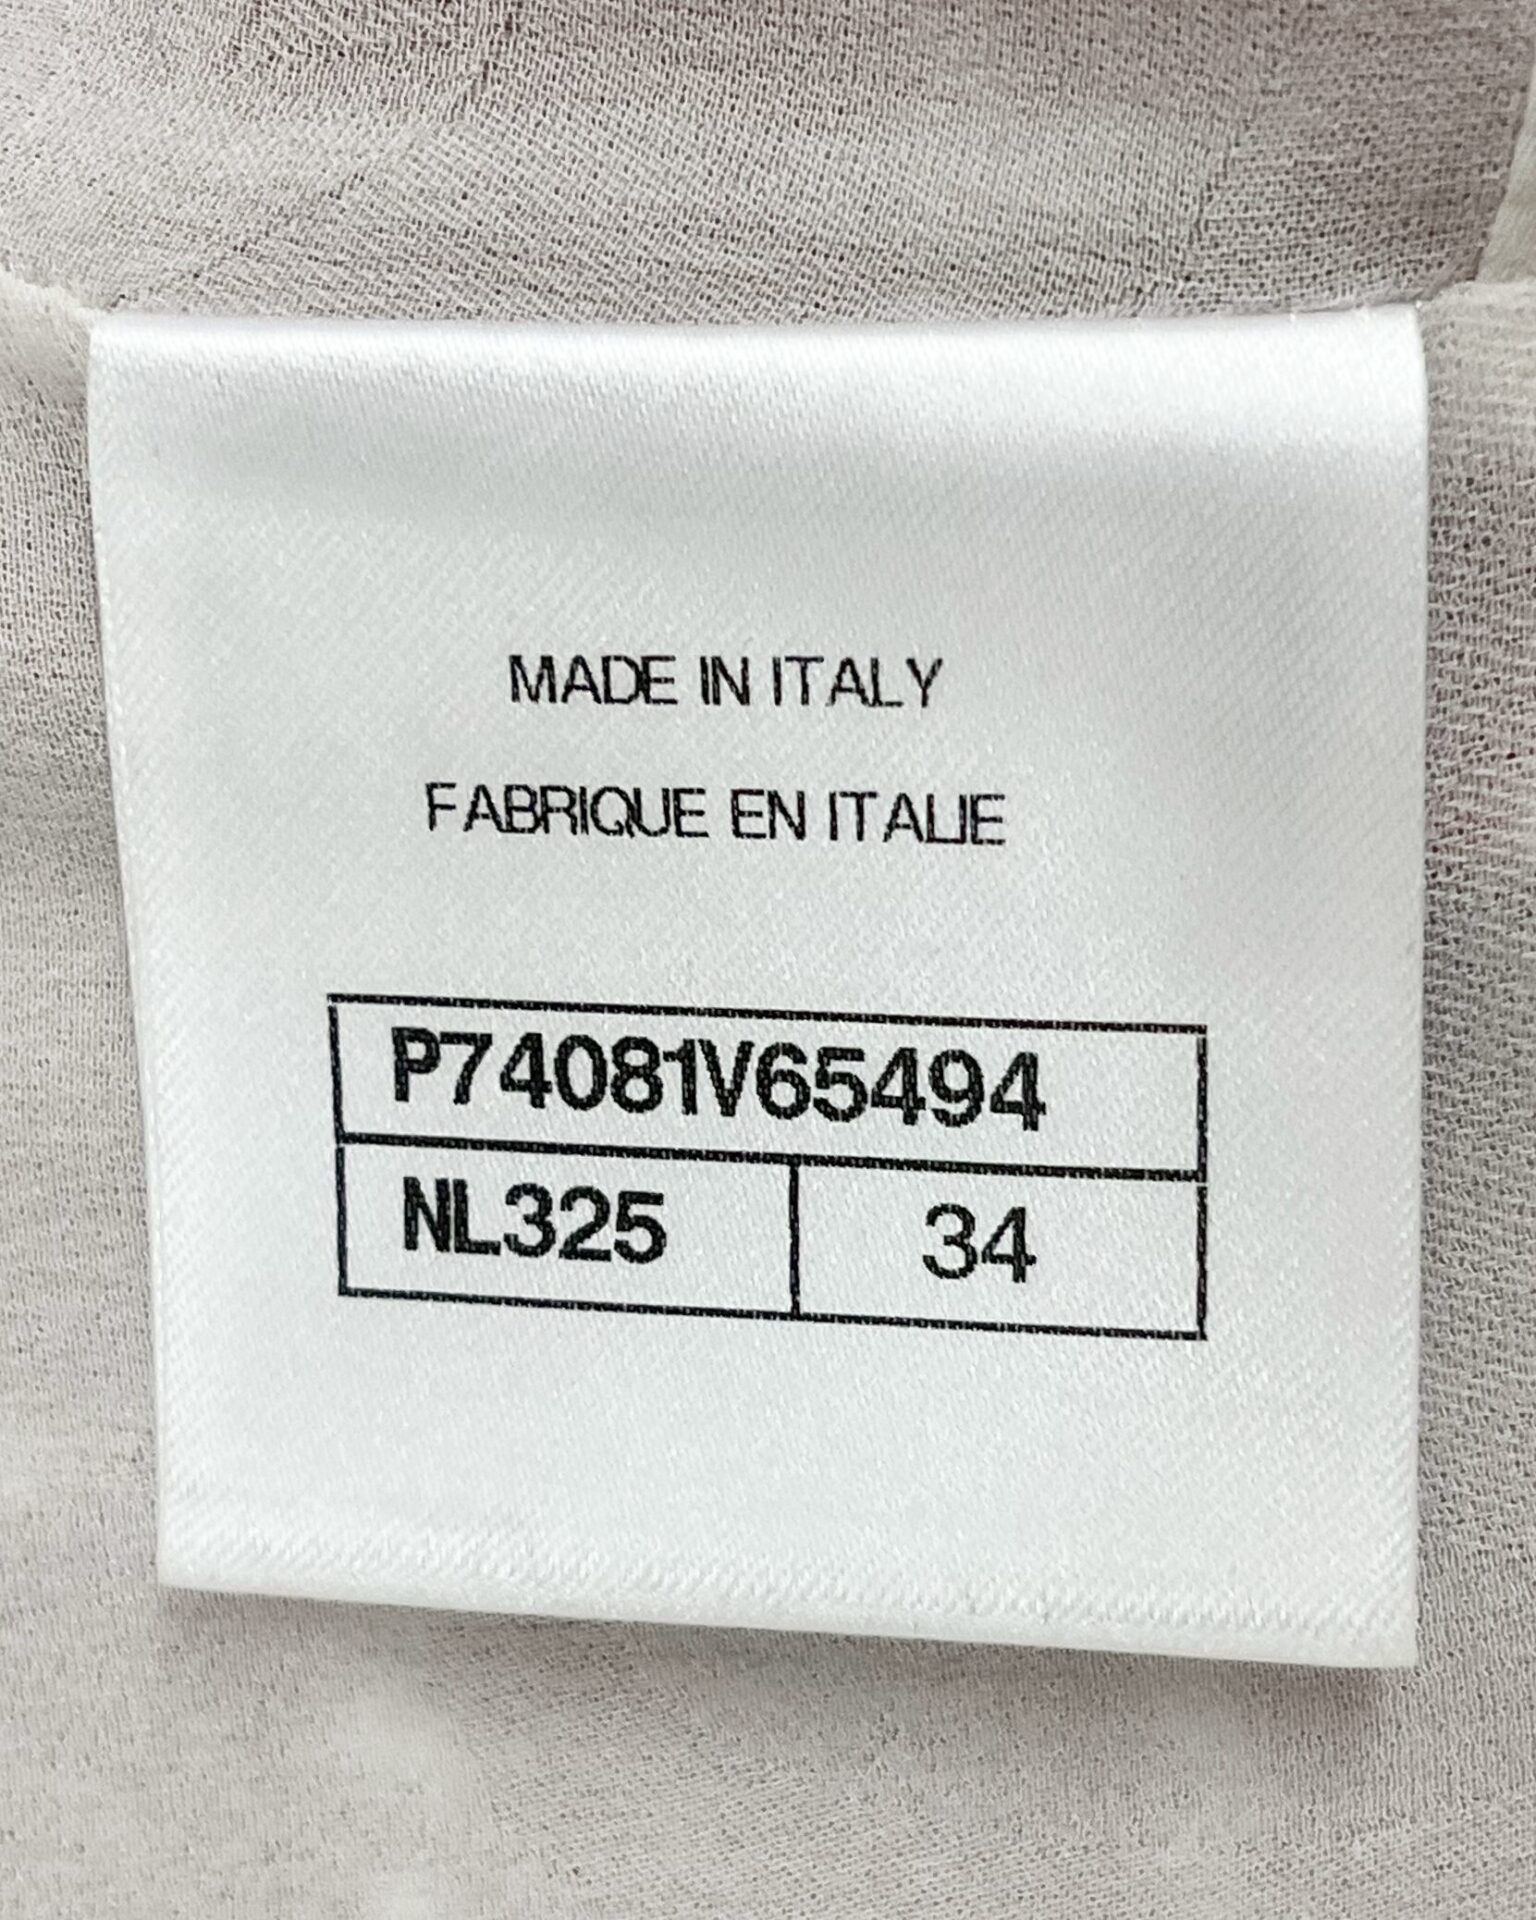 MADE IN ITALY
FABRIQUE EN ITALIE
P74081V65494
NL325 34